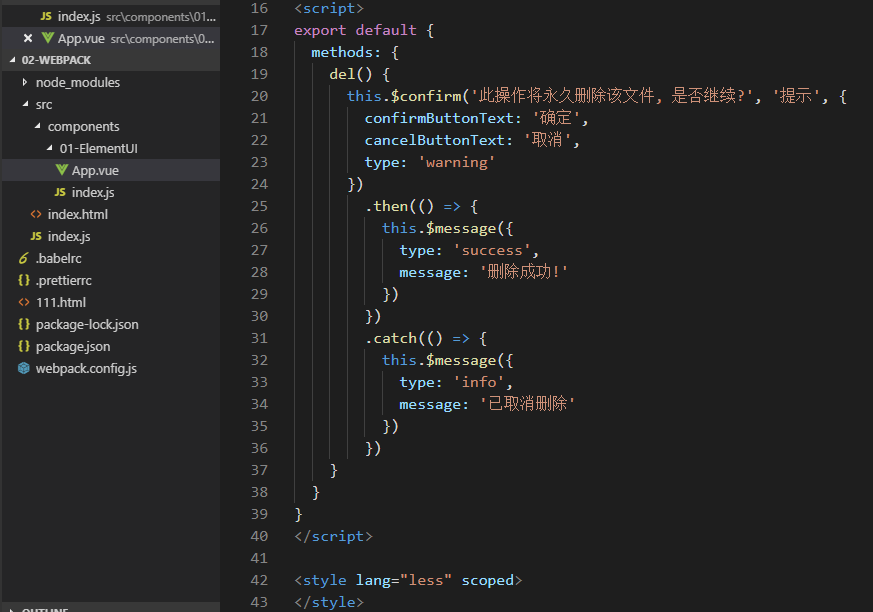 JS index.js src\components\01...
App.vue src\components\0...
02-WEBPACK
node_modules
src
components
01-ElementUI
App.vue
JS index.js
<> index.html
JS index.js
.babelrc
{} .prettierrc
<> 111.html
{} package-lock.json
{} package.json
webpack.config.js
OUTLINE
16 <script>
17 export default {
18   methods: {
19     del() {
20       this.$confirm('此操作将永久删除该文件, 是否继续?', '提示', {
21         confirmButtonText: '确定',
22         cancelButtonText: '取消',
23         type: 'warning'
24       })
25         .then(() => {
26           this.$message({
27             type: 'success',
28             message: '删除成功!'
29           })
30         })
31         .catch(() => {
32           this.$message({
33             type: 'info',
34             message: '已取消删除'
35           })
36         })
37     }
38   }
39 }
40 </script>
41
42 <style lang="less" scoped>
43 </style>